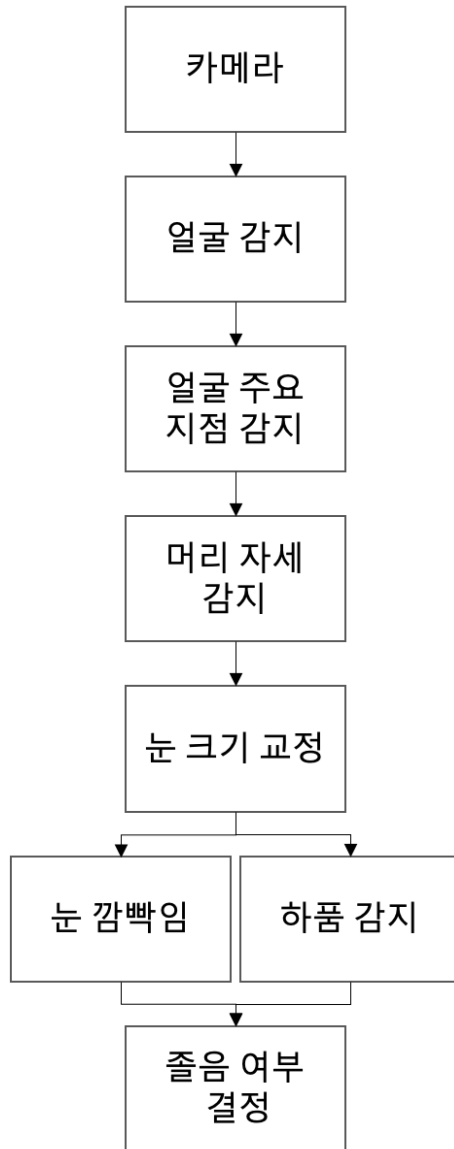 카메라
얼굴 감지
얼굴 주요
지점 감지
머리 자세
감지
눈 크기 교정
눈 깜빡임
하품 감지
졸음 여부
결정